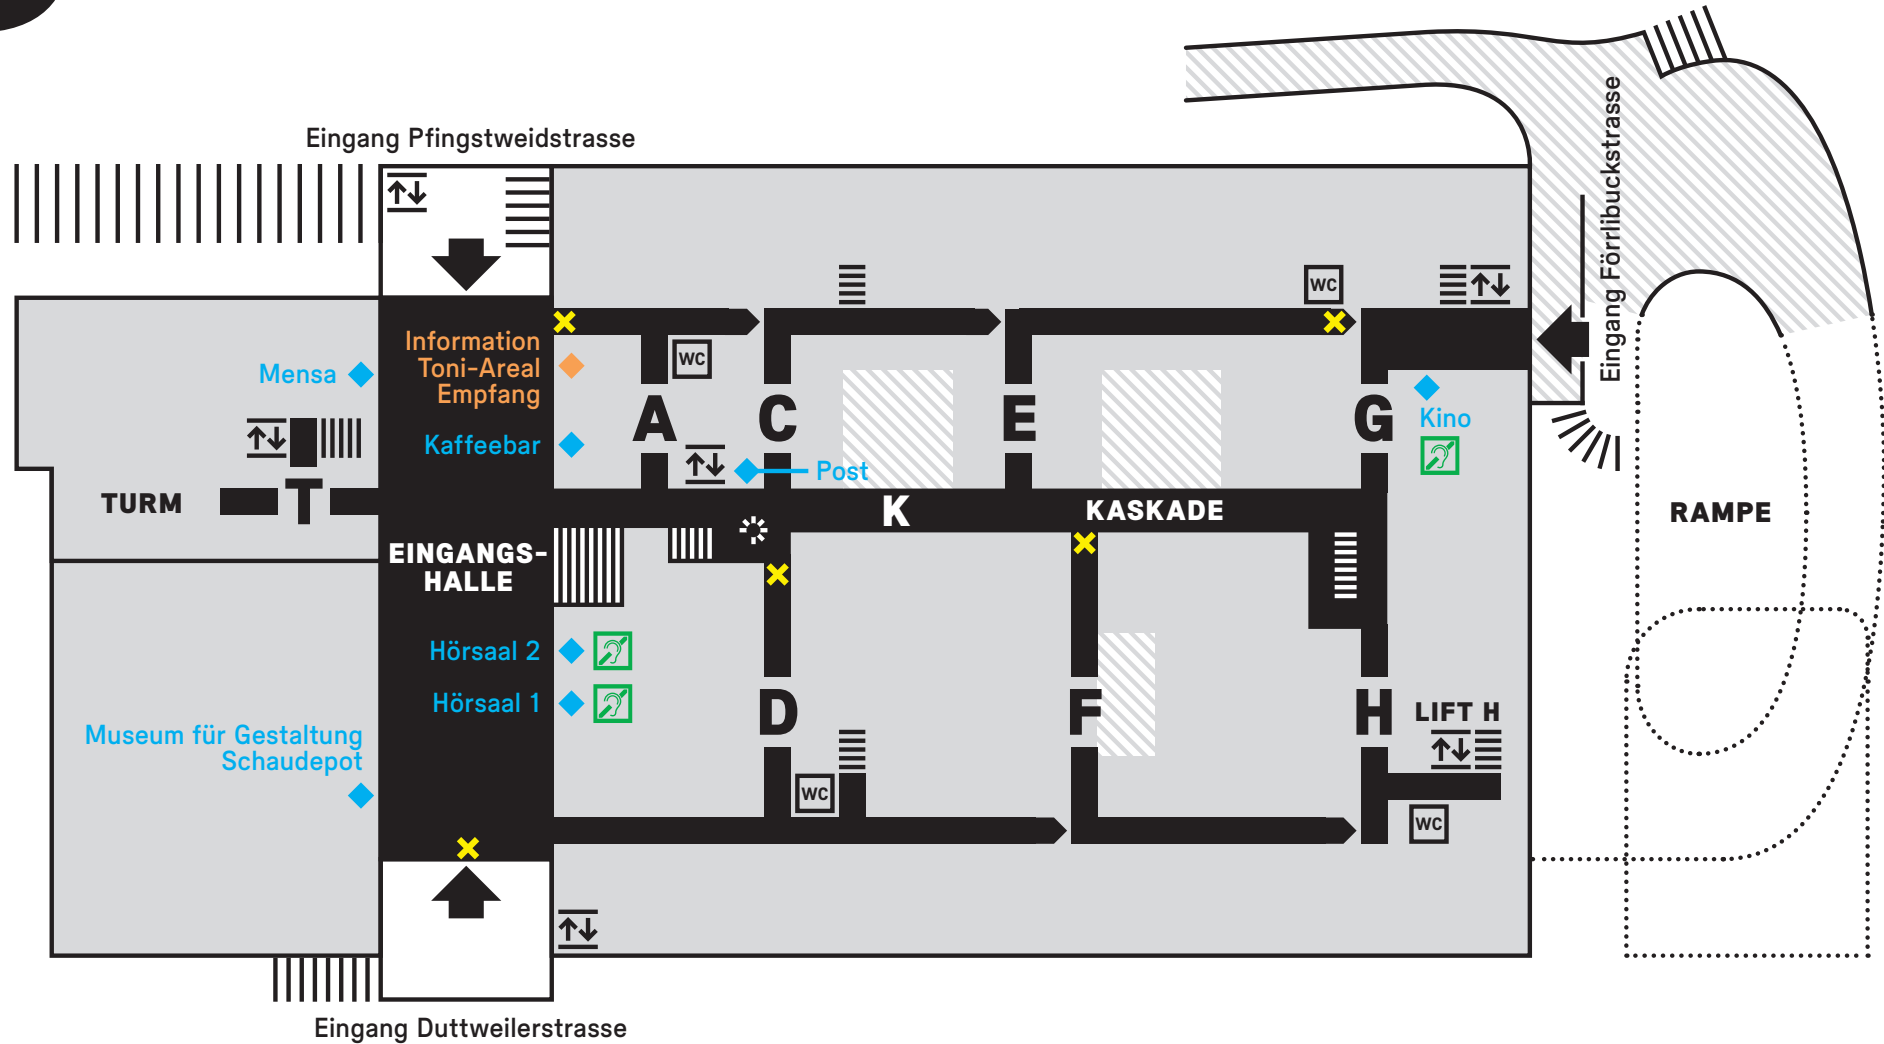 Eingang Pfingstweidstrasse
Eingang Förrlibuckstrasse
WC
Information
Toni-Areal
Empfang
WC
Mensa
A
C
E
G
Kino
Kaffeebar
Post
TURM
T
K
KASKADE
RAMPE
EINGANGS-
HALLE
Hörsaal 2
Hörsaal 1
D
F
H
LIFT H
Museum für Gestaltung
Schaudepot
WC
WC
Eingang Duttweilerstrasse